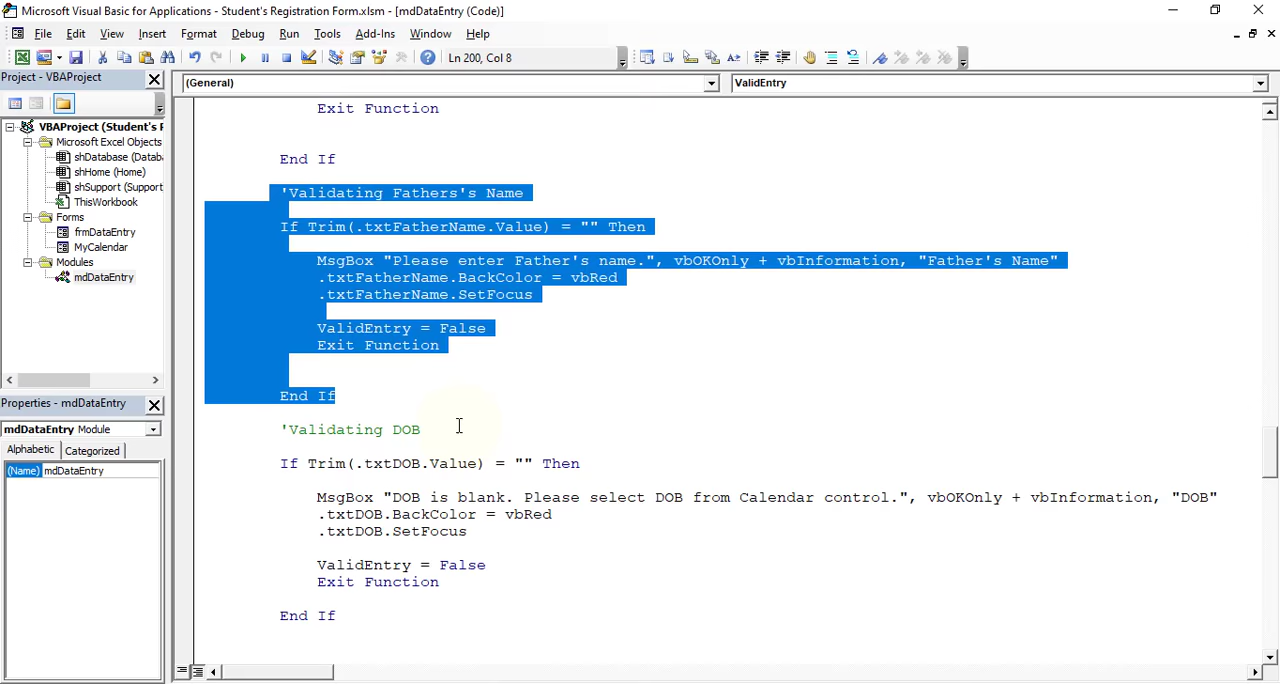 Microsoft Visual Basic for Applications - Student's Registration Form.xlsm - [mdDataEntry (Code)]
File Edit View Insert Format Debug Run Tools Add-Ins Window Help
Ln 200, Col 8
Project - VBAProject
(General)
ValidEntry
VBAProject (Student's F
Microsoft Excel Objects
shDatabase (Datab
shHome (Home)
shSupport (Support
ThisWorkbook
Forms
frmDataEntry
MyCalendar
Modules
mdDataEntry
Properties - mdDataEntry
mdDataEntry Module
Alphabetic Categorized
(Name) mdDataEntry
Exit Function
End If
'Validating Fathers's Name
If Trim(.txtFatherName.Value) = "" Then
MsgBox "Please enter Father's name.", vbOKOnly + vbInformation, "Father's Name"
.txtFatherName.BackColor = vbRed
.txtFatherName.SetFocus
ValidEntry = False
Exit Function
End If
'Validating DOB
If Trim(.txtDOB.Value) = "" Then
MsgBox "DOB is blank. Please select DOB from Calendar control.", vbOKOnly + vbInformation, "DOB"
.txtDOB.BackColor = vbRed
.txtDOB.SetFocus
ValidEntry = False
Exit Function
End If